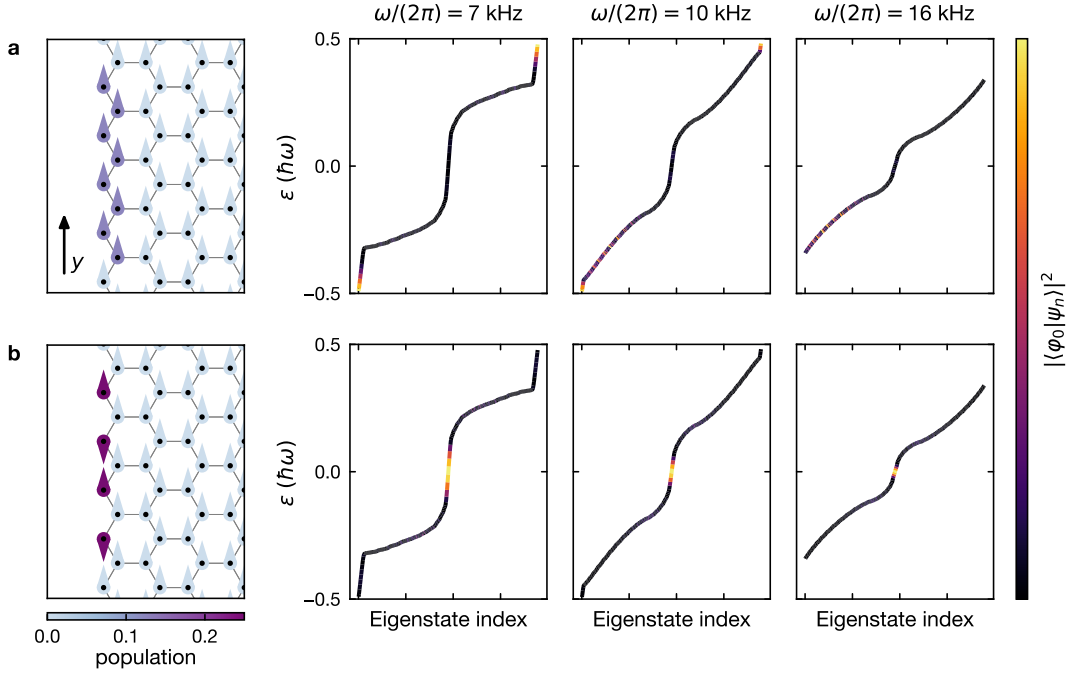 ω/(2π) = 7 kHz
ω/(2π) = 10 kHz
ω/(2π) = 16 kHz
a
y
0.5
0.0
−0.5
ε (ħω)
b
0.5
0.0
−0.5
ε (ħω)
Eigenstate index
Eigenstate index
Eigenstate index
|⟨φ₀|ψₙ⟩|²
0.0 0.1 0.2
population